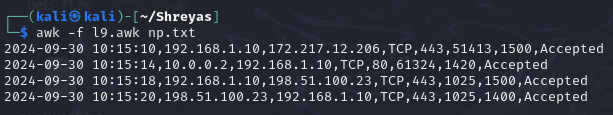 (kali㉿kali)-[~/Shreyas]
$ awk -f l9.awk np.txt
2024-09-30 10:15:10,192.168.1.10,172.217.12.206,TCP,443,51413,1500,Accepted
2024-09-30 10:15:14,10.0.0.2,192.168.1.10,TCP,80,61324,1420,Accepted
2024-09-30 10:15:18,192.168.1.10,198.51.100.23,TCP,443,1025,1500,Accepted
2024-09-30 10:15:20,198.51.100.23,192.168.1.10,TCP,443,1025,1400,Accepted